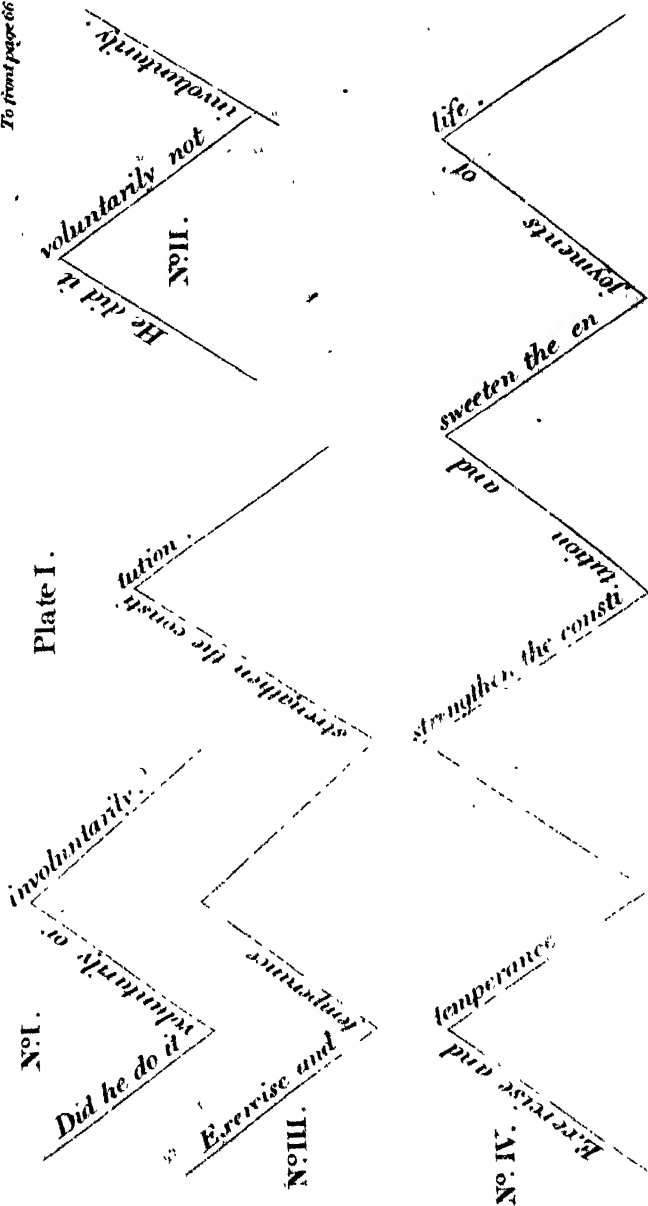 To front page 66
Plate I.
No. I.
Did he do it voluntarily or involuntarily.
No. II.
He did it voluntarily not involuntarily.
No. III.
Exercise and temperance strengthen the consti tution.
No. IV.
Exercise and temperance strengthen the consti tution and sweeten the en joyments of life.